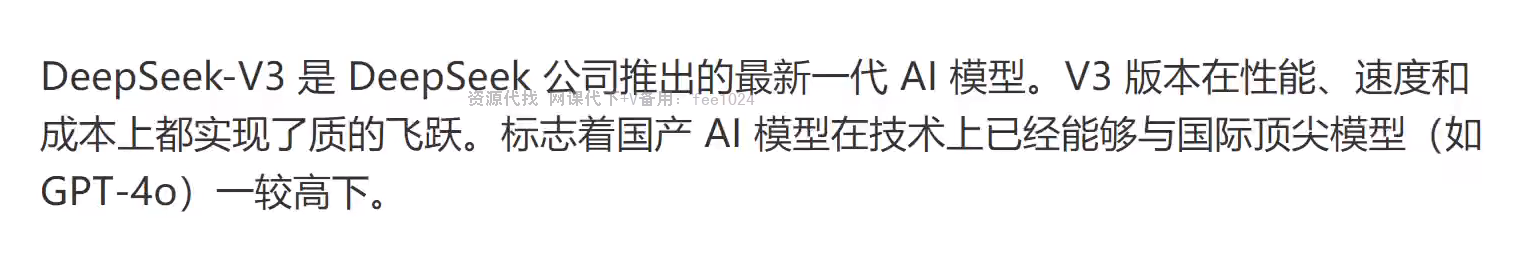 DeepSeek-V3 是 DeepSeek 公司推出的最新一代 AI 模型。V3 版本在性能、速度和
资源代找 网课代下+V备用：fee1024
成本上都实现了质的飞跃。标志着国产 AI 模型在技术上已经能够与国际顶尖模型（如
GPT-4o）一较高下。